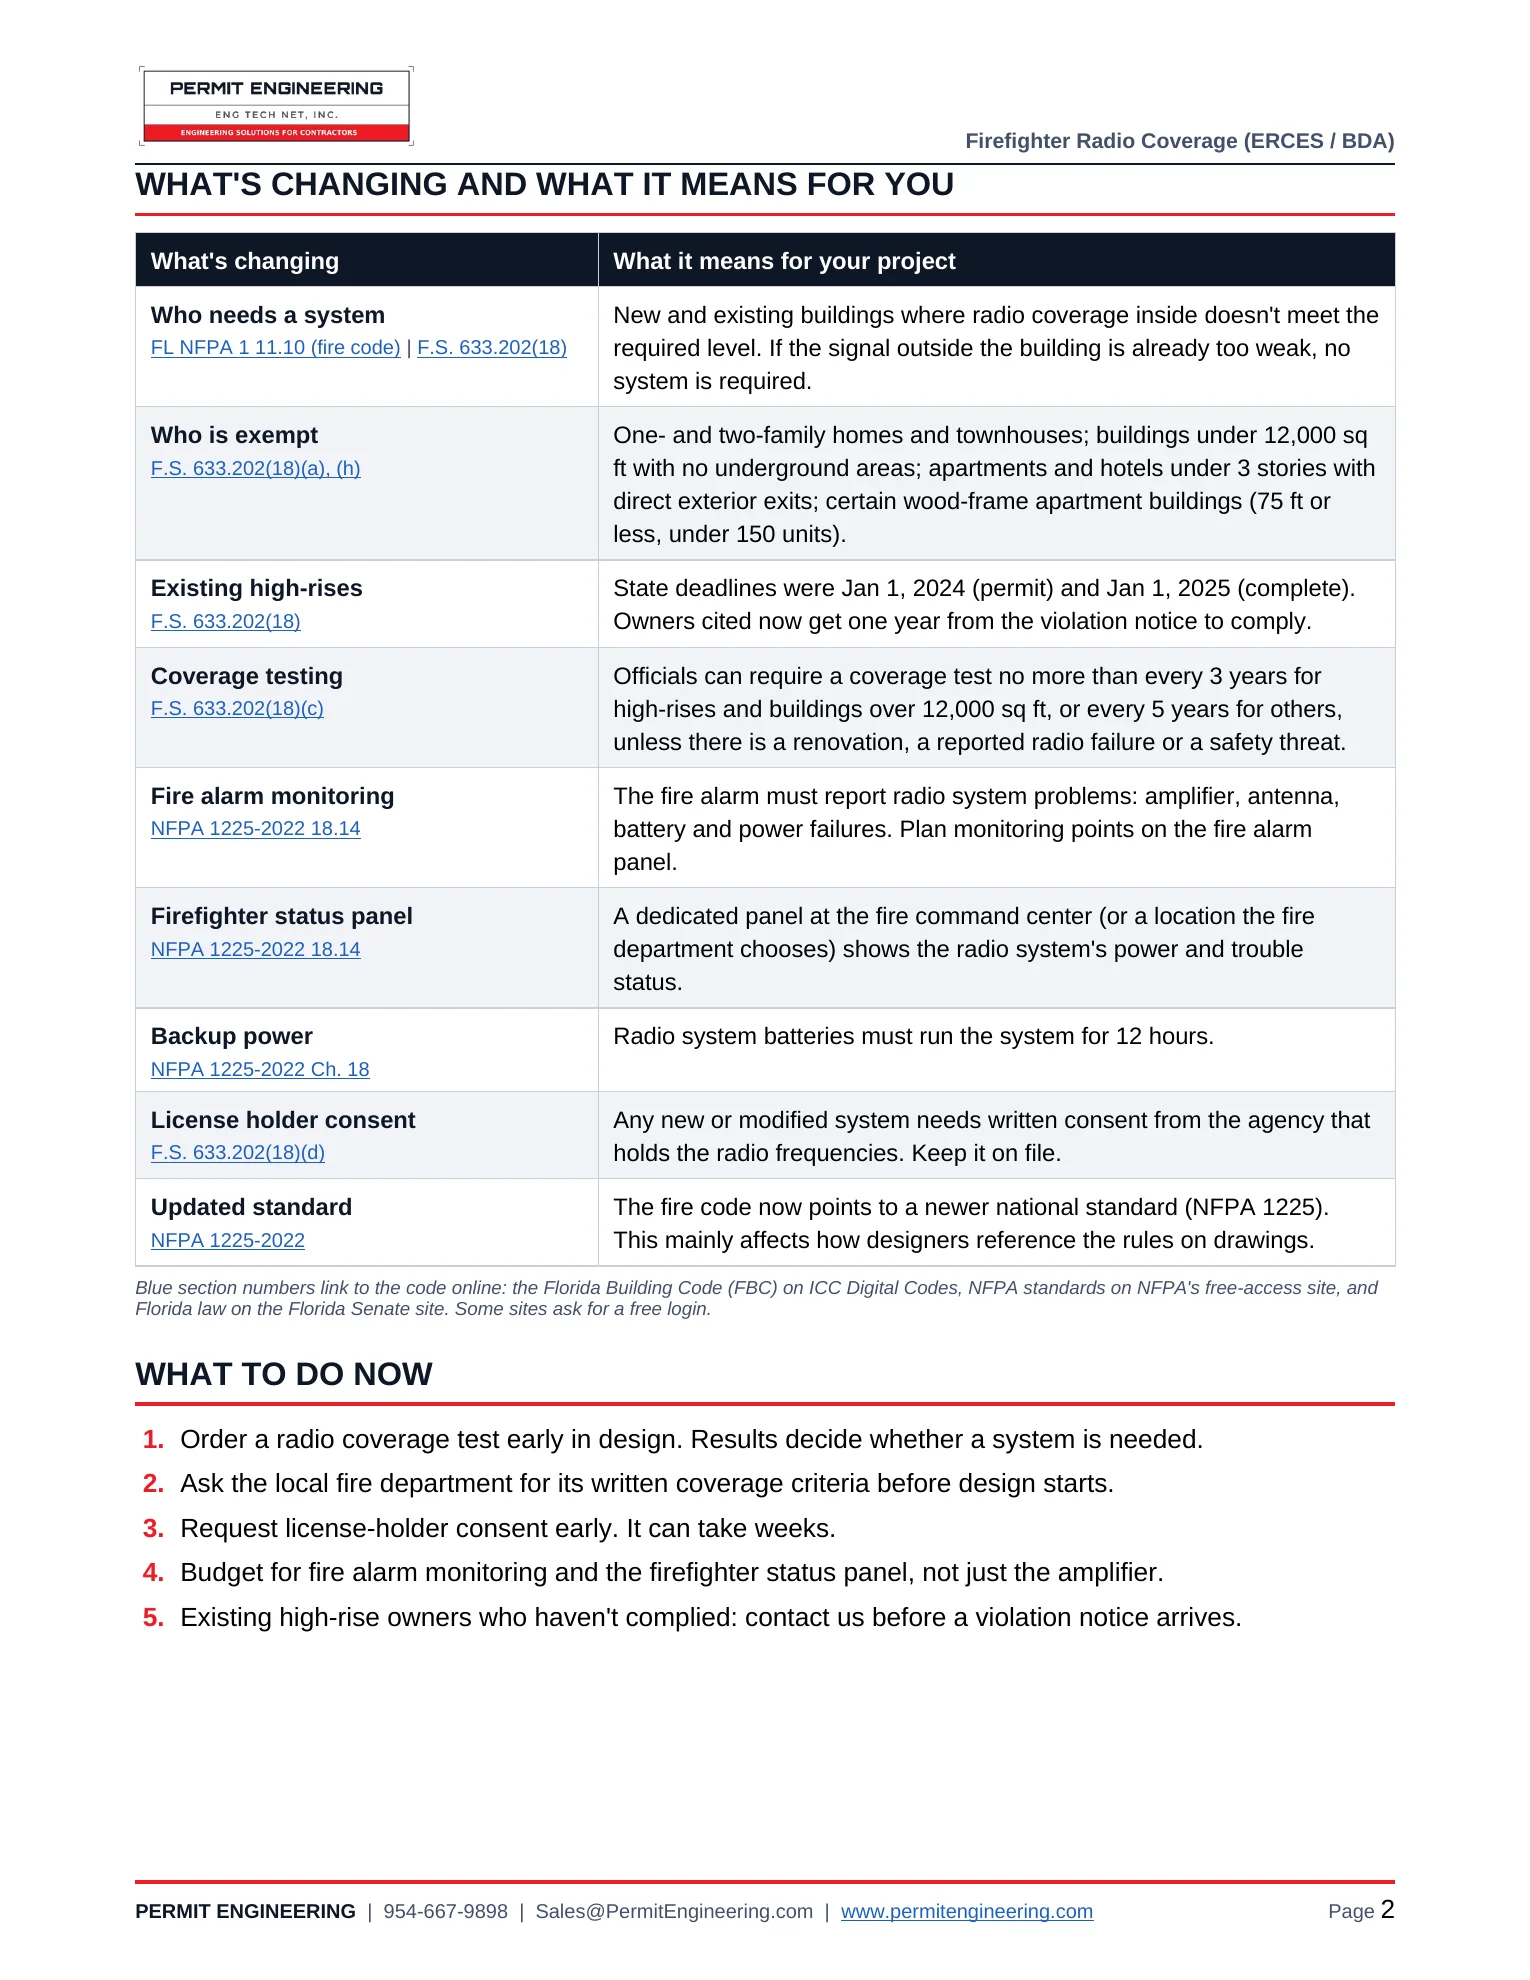 PERMIT ENGINEERING
ENG TECH NET, INC.
ENGINEERING SOLUTIONS FOR CONTRACTORS
Firefighter Radio Coverage (ERCES / BDA)
WHAT'S CHANGING AND WHAT IT MEANS FOR YOU
What's changing
What it means for your project
Who needs a system
FL NFPA 1 11.10 (fire code) | F.S. 633.202(18)
New and existing buildings where radio coverage inside doesn't meet the
required level. If the signal outside the building is already too weak, no
system is required.
Who is exempt
F.S. 633.202(18)(a), (h)
One- and two-family homes and townhouses; buildings under 12,000 sq
ft with no underground areas; apartments and hotels under 3 stories with
direct exterior exits; certain wood-frame apartment buildings (75 ft or
less, under 150 units).
Existing high-rises
F.S. 633.202(18)
State deadlines were Jan 1, 2024 (permit) and Jan 1, 2025 (complete).
Owners cited now get one year from the violation notice to comply.
Coverage testing
F.S. 633.202(18)(c)
Officials can require a coverage test no more than every 3 years for
high-rises and buildings over 12,000 sq ft, or every 5 years for others,
unless there is a renovation, a reported radio failure or a safety threat.
Fire alarm monitoring
NFPA 1225-2022 18.14
The fire alarm must report radio system problems: amplifier, antenna,
battery and power failures. Plan monitoring points on the fire alarm
panel.
Firefighter status panel
NFPA 1225-2022 18.14
A dedicated panel at the fire command center (or a location the fire
department chooses) shows the radio system's power and trouble
status.
Backup power
NFPA 1225-2022 Ch. 18
Radio system batteries must run the system for 12 hours.
License holder consent
F.S. 633.202(18)(d)
Any new or modified system needs written consent from the agency that
holds the radio frequencies. Keep it on file.
Updated standard
NFPA 1225-2022
The fire code now points to a newer national standard (NFPA 1225).
This mainly affects how designers reference the rules on drawings.
Blue section numbers link to the code online: the Florida Building Code (FBC) on ICC Digital Codes, NFPA standards on NFPA's free-access site, and
Florida law on the Florida Senate site. Some sites ask for a free login.
WHAT TO DO NOW
1. Order a radio coverage test early in design. Results decide whether a system is needed.
2. Ask the local fire department for its written coverage criteria before design starts.
3. Request license-holder consent early. It can take weeks.
4. Budget for fire alarm monitoring and the firefighter status panel, not just the amplifier.
5. Existing high-rise owners who haven't complied: contact us before a violation notice arrives.
PERMIT ENGINEERING | 954-667-9898 | Sales@PermitEngineering.com | www.permitengineering.com
Page 2